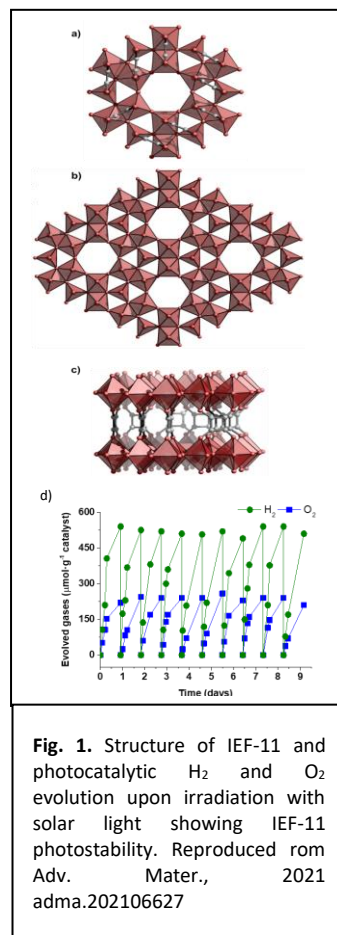 a)
b)
c)
d)
600
450
300
150
0
Evolved gases (μmol·g⁻¹ catalyst)
H₂ O₂
0 1 2 3 4 5 6 7 8 9
Time (days)
Fig. 1. Structure of IEF-11 and
photocatalytic H₂ and O₂
evolution upon irradiation with
solar light showing IEF-11
photostability. Reproduced rom
Adv. Mater., 2021
adma.202106627